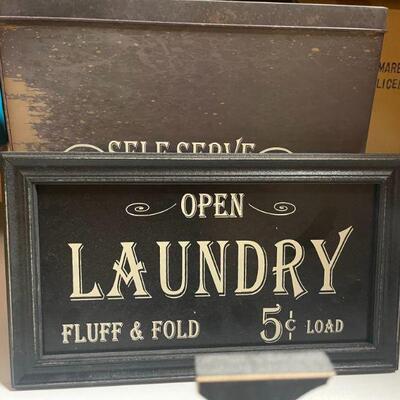 SELF SERVE
OPEN
LAUNDRY
FLUFF & FOLD 5¢ LOAD